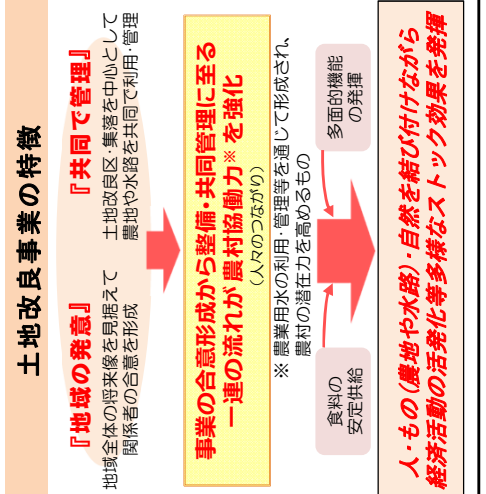 土地改良事業の特徴
『地域の発意』
地域全体の将来像を見据えて
関係者の合意を形成
『共同で管理』
土地改良区・集落を中心として
農地や水路を共同で利用・管理
事業の合意形成から整備・共同管理に至る
一連の流れが 農村協働力※ を強化
（人々のつながり）
※ 農業用水の利用・管理等を通じて形成され、
農村の潜在力を高めるもの
食料の
安定供給
多面的機能
の発揮
人・もの（農地や水路）・自然を結び付けながら
経済活動の活発化等多様なストック効果を発揮